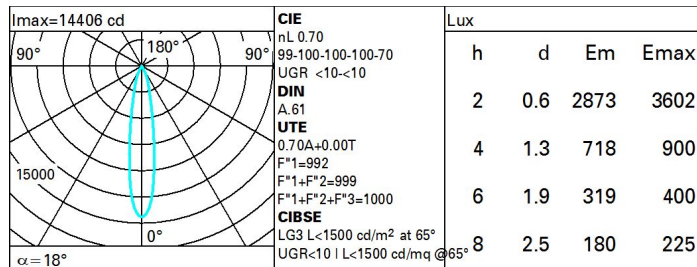 Imax=14406 cd
90° 180° 90°
15000
0°
α=18°
CIE
nL 0.70
99-100-100-100-70
UGR <10-<10
DIN
A.61
UTE
0.70A+0.00T
F"1=992
F"1+F"2=999
F"1+F"2+F"3=1000
CIBSE
LG3 L<1500 cd/m² at 65°
UGR<10 | L<1500 cd/mq @65°
Lux
h d Em Emax
2 0.6 2873 3602
4 1.3 718 900
6 1.9 319 400
8 2.5 180 225